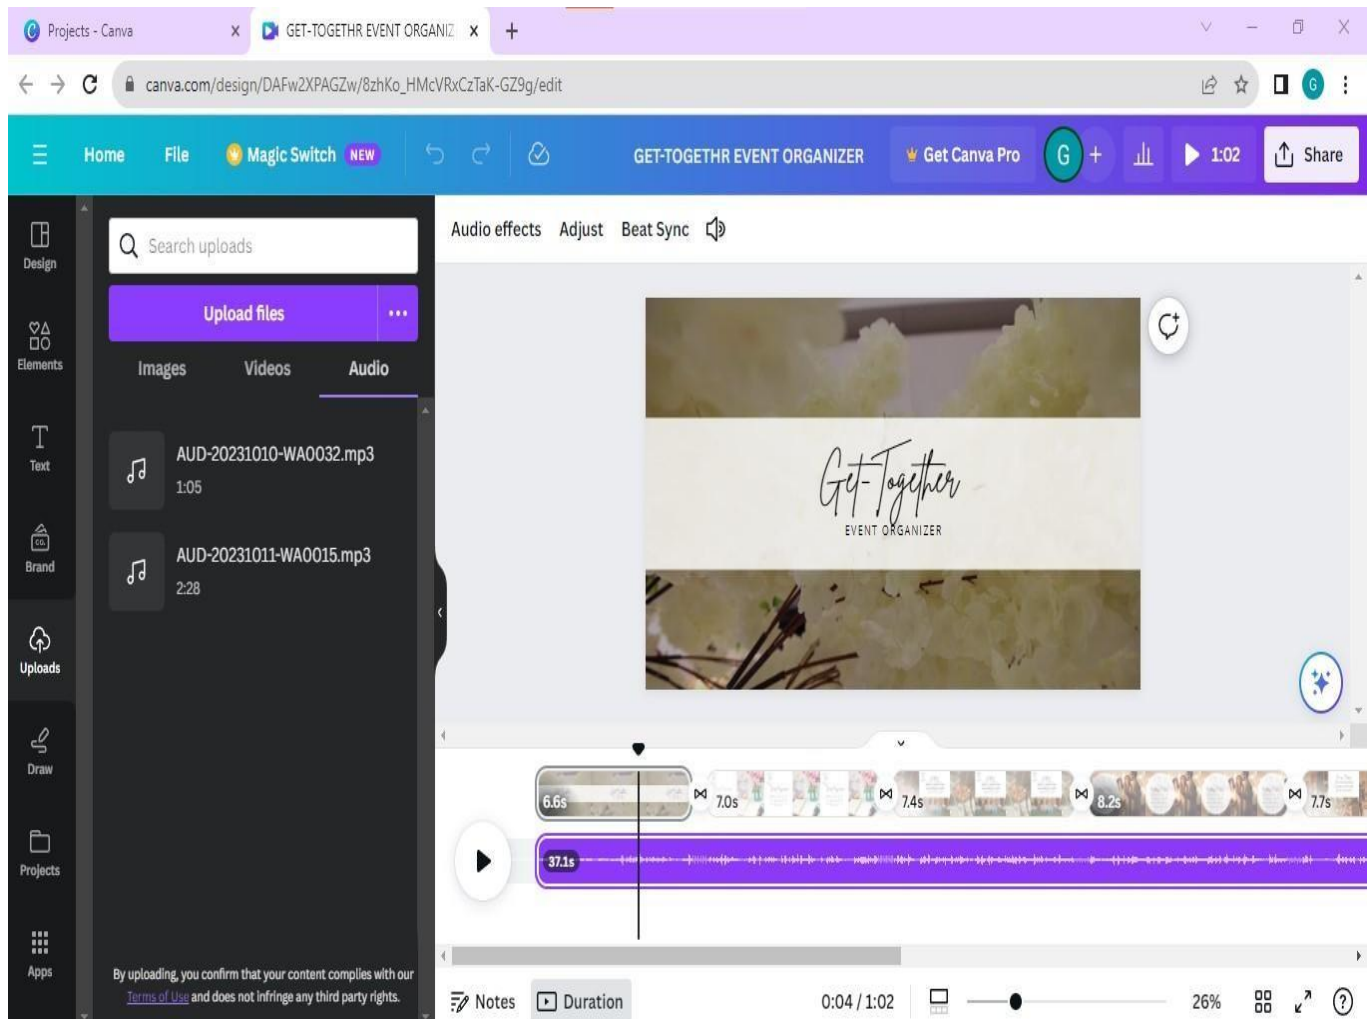 Projects - Canva
GET-TOGETHR EVENT ORGANIZ
canva.com/design/DAFw2XPAGZw/8zhKo_HMcVRxCzTaK-GZ9g/edit
G
Home File Magic Switch NEW GET-TOGETHR EVENT ORGANIZER Get Canva Pro G + 1:02 Share
Design
Elements
Text
Brand
CO.
Uploads
Draw
Projects
Apps
Search uploads
Upload files
Images Videos Audio
AUD-20231010-WA0032.mp3
1:05
AUD-20231011-WA0015.mp3
2:28
By uploading, you confirm that your content complies with our
Terms of Use and does not infringe any third party rights.
Audio effects Adjust Beat Sync
Get-Together
EVENT ORGANIZER
6.6s 7.0s 7.4s 8.2s 7.7s
37.1s
Notes Duration 0:04 / 1:02 26%